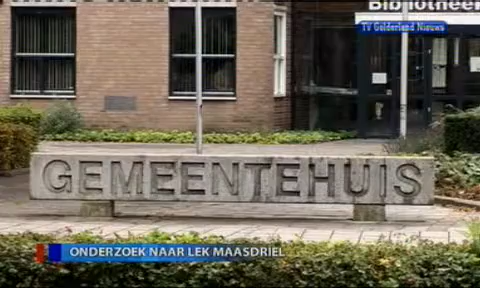 Bibliotheek
TV Gelderland Nieuws
GEMEENTEHUIS
ONDERZOEK NAAR LEK MAASDRIEL